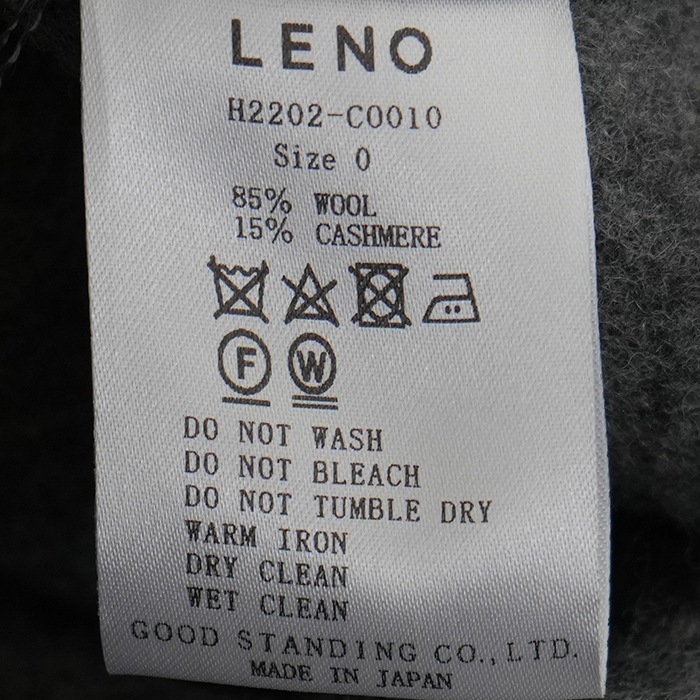 LENO
H2202-C0010
Size 0
85% WOOL
15% CASHMERE
F W
DO NOT WASH
DO NOT BLEACH
DO NOT TUMBLE DRY
WARM IRON
DRY CLEAN
WET CLEAN
GOOD STANDING CO.,LTD.
MADE IN JAPAN